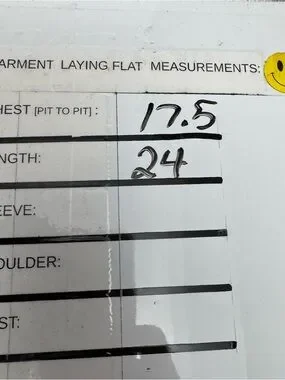 ARMENT LAYING FLAT MEASUREMENTS:
HEST [PIT TO PIT]: 17.5
NGTH: 24
EEVE:
OULDER:
ST: